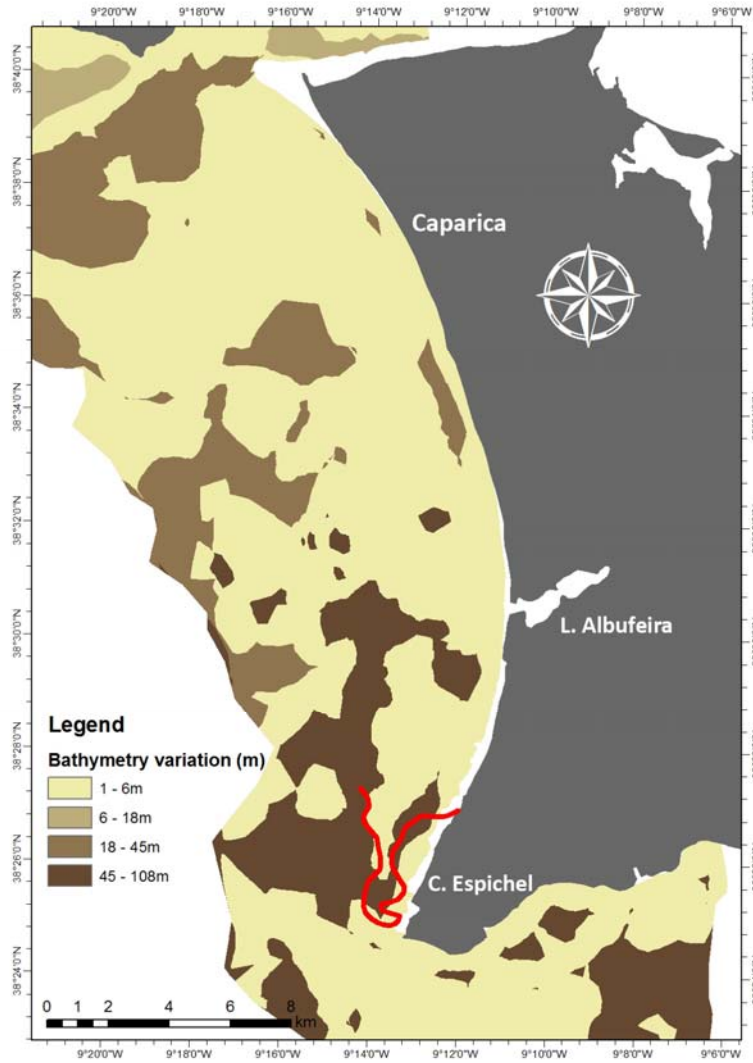 9°20'0"W 9°18'0"W 9°16'0"W 9°14'0"W 9°12'0"W 9°10'0"W 9°8'0"W 9°6'0"W
38°40'0"N
38°38'0"N
Caparica
38°36'0"N
38°34'0"N
38°32'0"N
L. Albufeira
38°30'0"N
Legend
38°28'0"N
Bathymetry variation (m)
1 - 6m
6 - 18m
18 - 45m
45 - 108m
38°26'0"N
C. Espichel
38°24'0"N
0 1 2 4 6 8
km
9°20'0"W 9°18'0"W 9°16'0"W 9°14'0"W 9°12'0"W 9°10'0"W 9°8'0"W 9°6'0"W